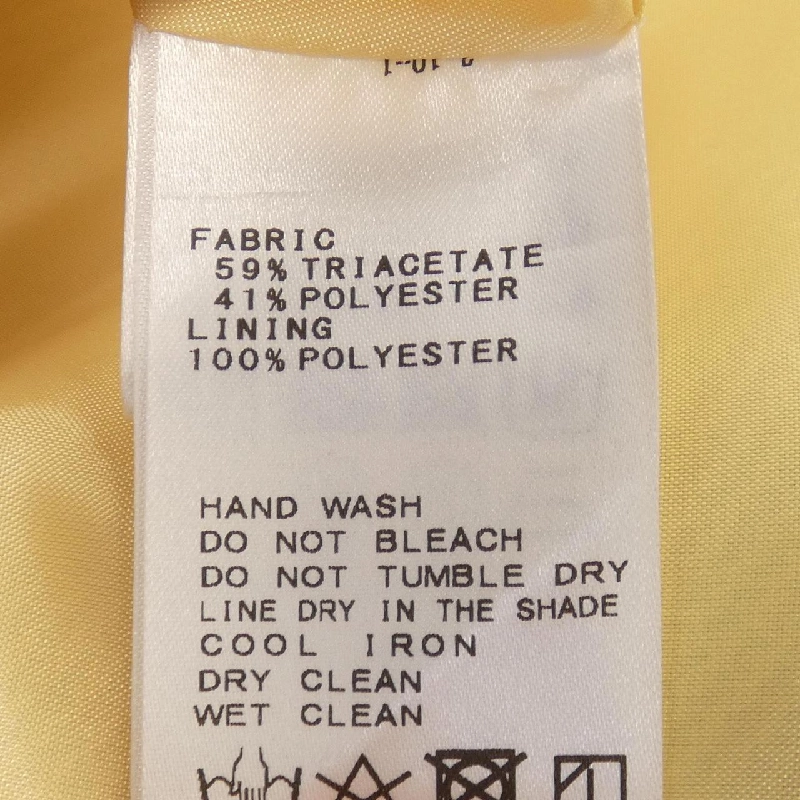 FABRIC
59% TRIACETATE
41% POLYESTER
LINING
100% POLYESTER
HAND WASH
DO NOT BLEACH
DO NOT TUMBLE DRY
LINE DRY IN THE SHADE
COOL IRON
DRY CLEAN
WET CLEAN